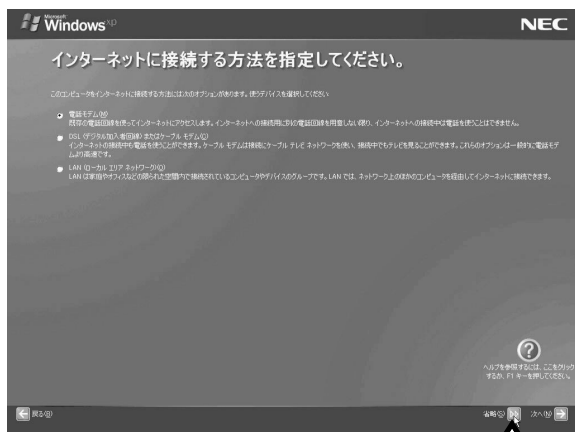 Microsoft
Windows xp
NEC
インターネットに接続する方法を指定してください。
このコンピュータをインターネットに接続する方法には次のオプションがあります。使うデバイスを選択してください
電話モデム(M)
既存の電話回線を使ってインターネットにアクセスします。インターネットへの接続用に別の電話回線を用意しない限り、インターネットへの接続中は電話を使うことはできません。
DSL (デジタル加入者回線) またはケーブル モデム(C)
インターネットの接続中も電話を使うことができます。ケーブル モデムは接続にケーブル テレビ ネットワークを使い、接続中でもテレビを見ることができます。これらのオプションは一般的に電話モデ
ムより高速です。
LAN (ローカル エリア ネットワーク)(O)
LAN は家庭やオフィスなどの限られた空間内で接続されているコンピュータやデバイスのグループです。LAN では、ネットワーク上のほかのコンピュータを経由してインターネットに接続できます。
?
ヘルプを参照するには、ここをクリック
するか、F1 キーを押してください。
戻る(B)
省略(S)
次へ(N)